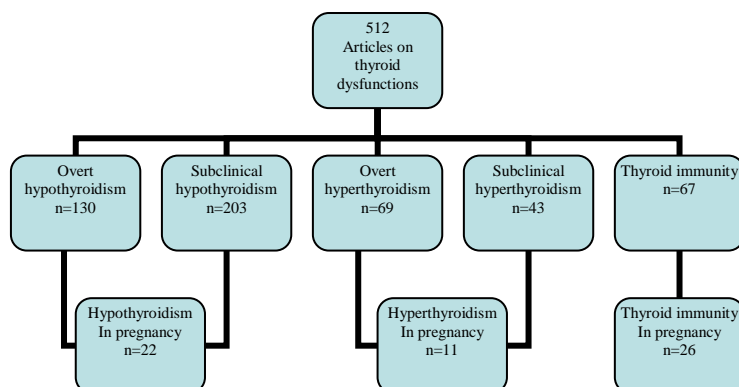 512
Articles on
thyroid
dysfunctions
Overt
hypothyroidism
n=130
Subclinical
hypothyroidism
n=203
Overt
hyperthyroidism
n=69
Subclinical
hyperthyroidism
n=43
Thyroid immunity
n=67
Hypothyroidism
In pregnancy
n=22
Hyperthyroidism
In pregnancy
n=11
Thyroid immunity
In pregnancy
n=26